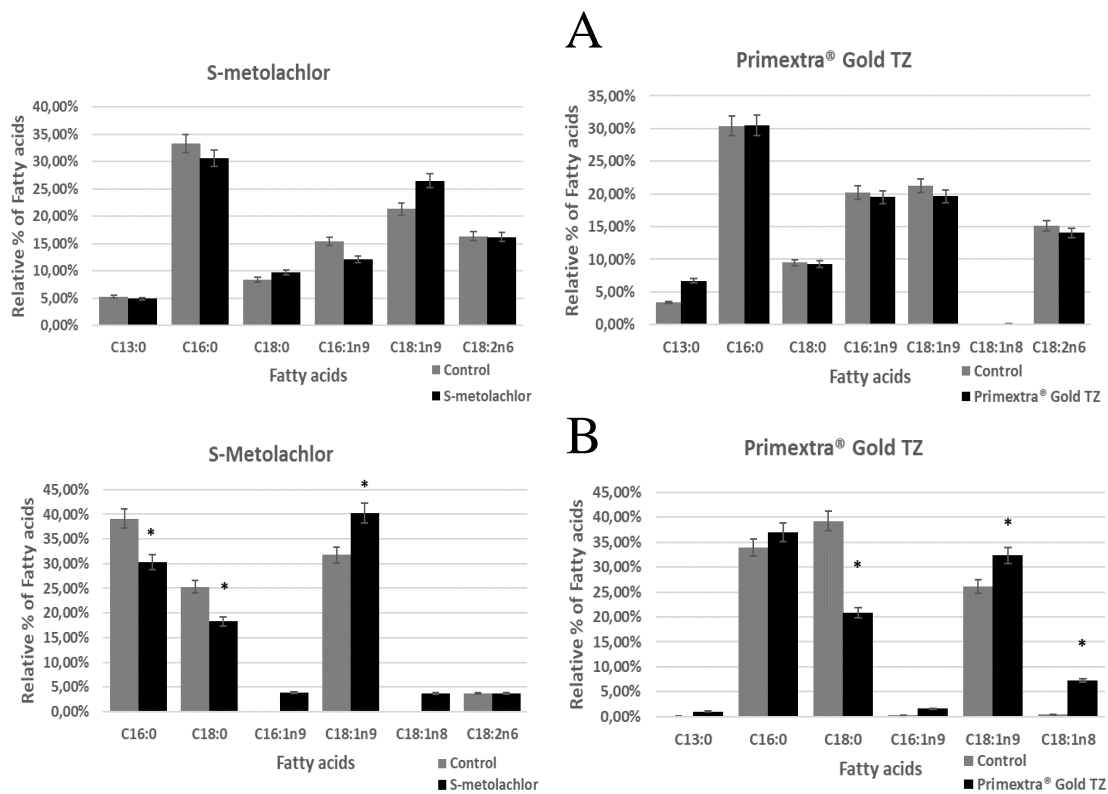 A
S-metolachlor
Relative % of Fatty acids
40,00%
35,00%
30,00%
25,00%
20,00%
15,00%
10,00%
5,00%
0,00%
C13:0 C16:0 C18:0 C16:1n9 C18:1n9 C18:2n6
Fatty acids
Control
S-metolachlor
Primextra® Gold TZ
Relative % of Fatty acids
35,00%
30,00%
25,00%
20,00%
15,00%
10,00%
5,00%
0,00%
C13:0 C16:0 C18:0 C16:1n9 C18:1n9 C18:1n8 C18:2n6
Fatty acids
Control
Primextra® Gold TZ
B
S-Metolachlor
Relative % of Fatty acids
45,00%
40,00%
35,00%
30,00%
25,00%
20,00%
15,00%
10,00%
5,00%
0,00%
* * *
C16:0 C18:0 C16:1n9 C18:1n9 C18:1n8 C18:2n6
Fatty acids
Control
S-metolachlor
Primextra® Gold TZ
Relative % of Fatty acids
45,00%
40,00%
35,00%
30,00%
25,00%
20,00%
15,00%
10,00%
5,00%
0,00%
* * *
C13:0 C16:0 C18:0 C16:1n9 C18:1n9 C18:1n8
Fatty acids
Control
Primextra® Gold TZ